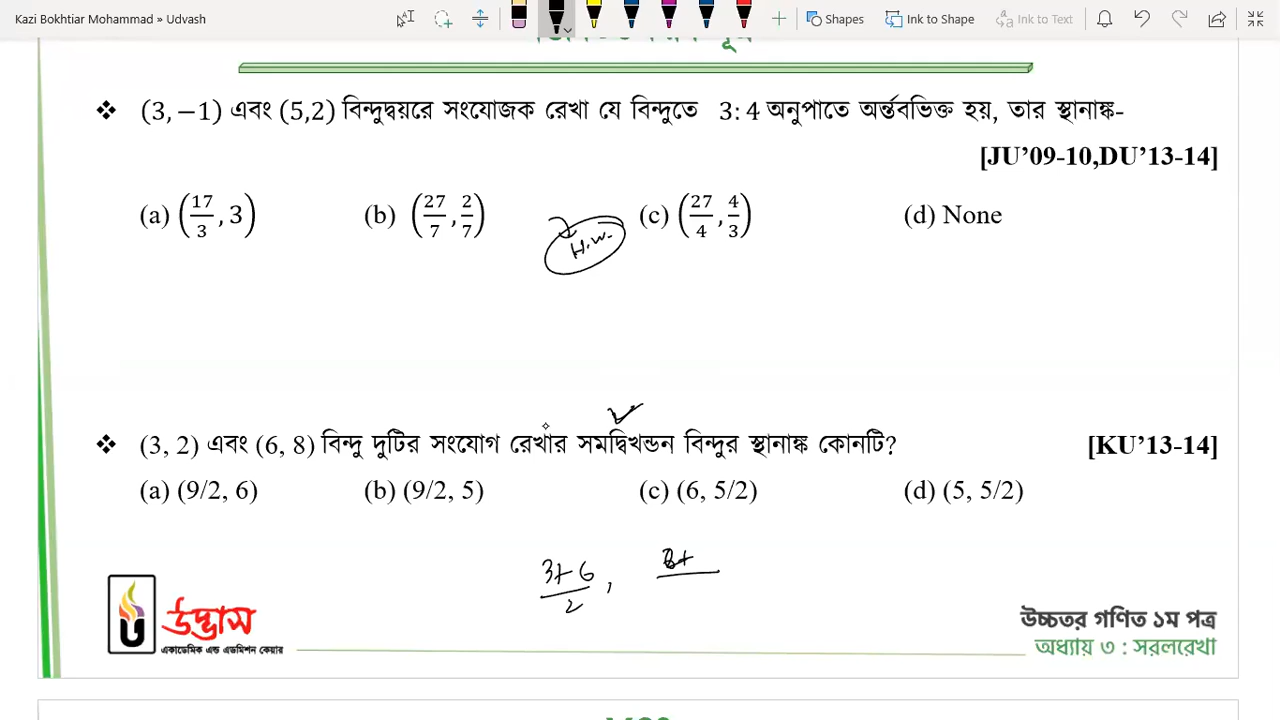 Kazi Bokhtiar Mohammad » Udvash
Shapes
Ink to Shape
Ink to Text
❖ (3, −1) এবং (5,2) বিন্দুদ্বয়রে সংযোজক রেখা যে বিন্দুতে 3: 4 অনুপাতে অর্ন্তবভিক্ত হয়, তার স্থানাঙ্ক-
[JU’09-10,DU’13-14]
(a) (17/3, 3) (b) (27/7, 2/7) (c) (27/4, 4/3) (d) None
H.W.
❖ (3, 2) এবং (6, 8) বিন্দু দুটির সংযোগ রেখার সমদ্বিখন্ডন বিন্দুর স্থানাঙ্ক কোনটি? [KU’13-14]
(a) (9/2, 6) (b) (9/2, 5) (c) (6, 5/2) (d) (5, 5/2)
3+6/2 ,
উদ্ভাস
একাডেমিক এন্ড এডমিশন কেয়ার
উচ্চতর গণিত ১ম পত্র
অধ্যায় ৩ : সরলরেখা